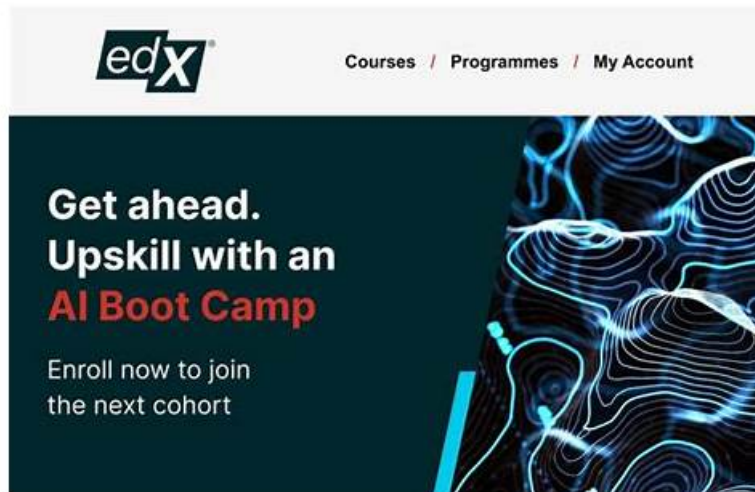 edX®
Courses / Programmes / My Account
Get ahead.
Upskill with an
AI Boot Camp
Enroll now to join
the next cohort